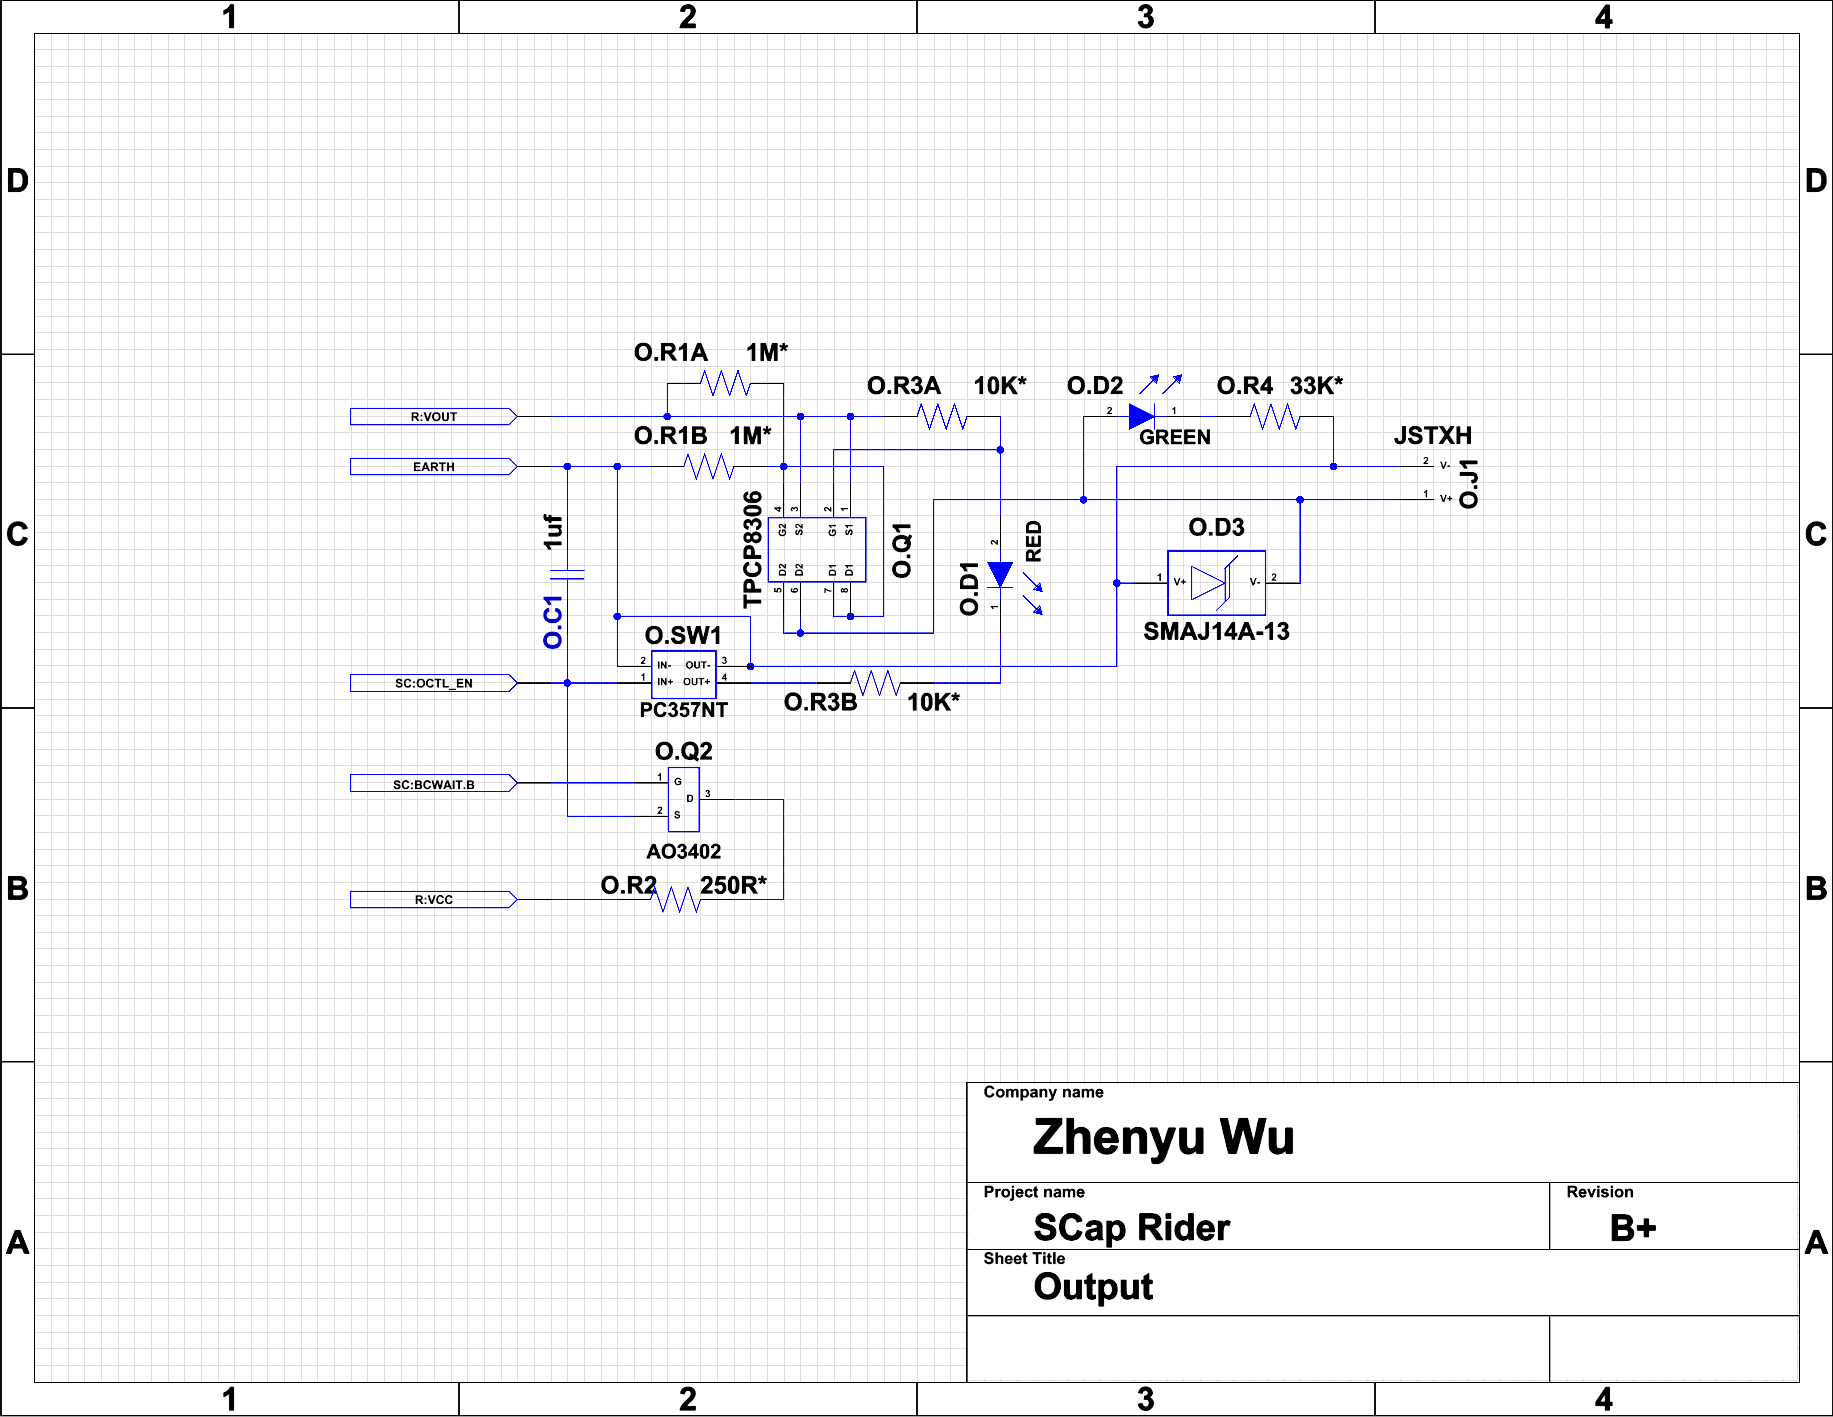 1 2 3 4
D D
O.R1A 1M*
O.R3A 10K* O.D2 O.R4 33K*
R:VOUT 2 1
O.R1B 1M* GREEN JSTXH
EARTH 2 V-
1 V+
O.J1
4 3 2 1
G2 S2 G1 S1
D2 D2 D1 D1
5 6 7 8
TPCP8306
O.Q1
C C
1uf
O.C1
2
RED
O.D1
1
O.D3
1 V+ V- 2
SMAJ14A-13
O.SW1
2 IN- OUT- 3
1 IN+ OUT+ 4
SC:OCTL_EN
PC357NT
O.R3B 10K*
O.Q2
SC:BCWAIT.B
1 G
D 3
2 S
AO3402
O.R2 250R*
R:VCC
B B
Company name
Zhenyu Wu
Project name Revision
SCap Rider B+
Sheet Title
Output
A A
1 2 3 4